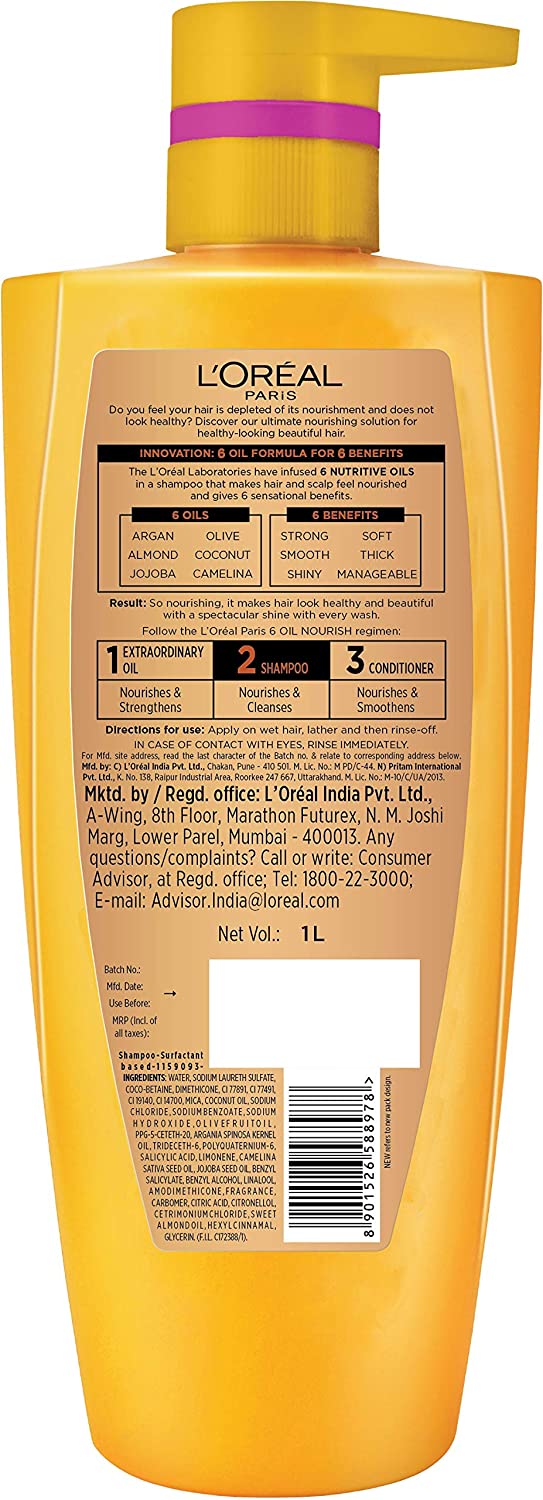 L'ORÉAL
PARIS
Do you feel your hair is depleted of its nourishment and does not
look healthy? Discover our ultimate nourishing solution for
healthy-looking beautiful hair.
INNOVATION: 6 OIL FORMULA FOR 6 BENEFITS
The L'Oréal Laboratories have infused 6 NUTRITIVE OILS
in a shampoo that makes hair and scalp feel nourished
and gives 6 sensational benefits.
6 OILS 6 BENEFITS
ARGAN OLIVE STRONG SOFT
ALMOND COCONUT SMOOTH THICK
JOJOBA CAMELINA SHINY MANAGEABLE
Result: So nourishing, it makes hair look healthy and beautiful
with a spectacular shine with every wash.
Follow the L'Oréal Paris 6 OIL NOURISH regimen:
1 EXTRAORDINARY OIL 2 SHAMPOO 3 CONDITIONER
Nourishes & Nourishes & Nourishes &
Strengthens Cleanses Smoothens
Directions for use: Apply on wet hair, lather and then rinse-off.
IN CASE OF CONTACT WITH EYES, RINSE IMMEDIATELY.
For Mfd. site address, read the last character of the Batch no. & relate to corresponding address below.
Mfd. by: C) L'Oréal India Pvt. Ltd., Chakan, Pune - 410 501. M. Lic. No.: M PD/C-44. N) Pritam International
Pvt. Ltd., K. No. 138, Raipur Industrial Area, Roorkee 247 667, Uttarakhand. M. Lic. No.: M-10/C/UA/2013.
Mktd. by / Regd. office: L'Oréal India Pvt. Ltd.,
A-Wing, 8th Floor, Marathon Futurex, N. M. Joshi
Marg, Lower Parel, Mumbai - 400013. Any
questions/complaints? Call or write: Consumer
Advisor, at Regd. office; Tel: 1800-22-3000;
E-mail: Advisor.India@loreal.com
Net Vol.: 1L
Batch No.:
Mfd. Date: →
Use Before:
MRP (Incl. of
all taxes):
Shampoo-Surfactant
based-1159093-
INGREDIENTS: WATER, SODIUM LAURETH SULFATE,
COCO-BETAINE, DIMETHICONE, CI 77891, CI 77491,
CI 19140, CI 14700, MICA, COCONUT OIL, SODIUM
CHLORIDE, SODIUM BENZOATE, SODIUM
HYDROXIDE, OLIVE FRUIT OIL,
PPG-5-CETETH-20, ARGANIA SPINOSA KERNEL
OIL, TRIDECETH-6, POLYQUATERNIUM-6,
SALICYLIC ACID, LIMONENE, CAMELINA
SATIVA SEED OIL, JOJOBA SEED OIL, BENZYL
SALICYLATE, BENZYL ALCOHOL, LINALOOL,
AMODIMETHICONE, FRAGRANCE,
CARBOMER, CITRIC ACID, CITRONELLOL,
CETRIMONIUM CHLORIDE, SWEET
ALMOND OIL, HEXYL CINNAMAL,
GLYCERIN. (F.I.L. C172388/1).
8 901526 588978 >
NEW refers to new pack design.